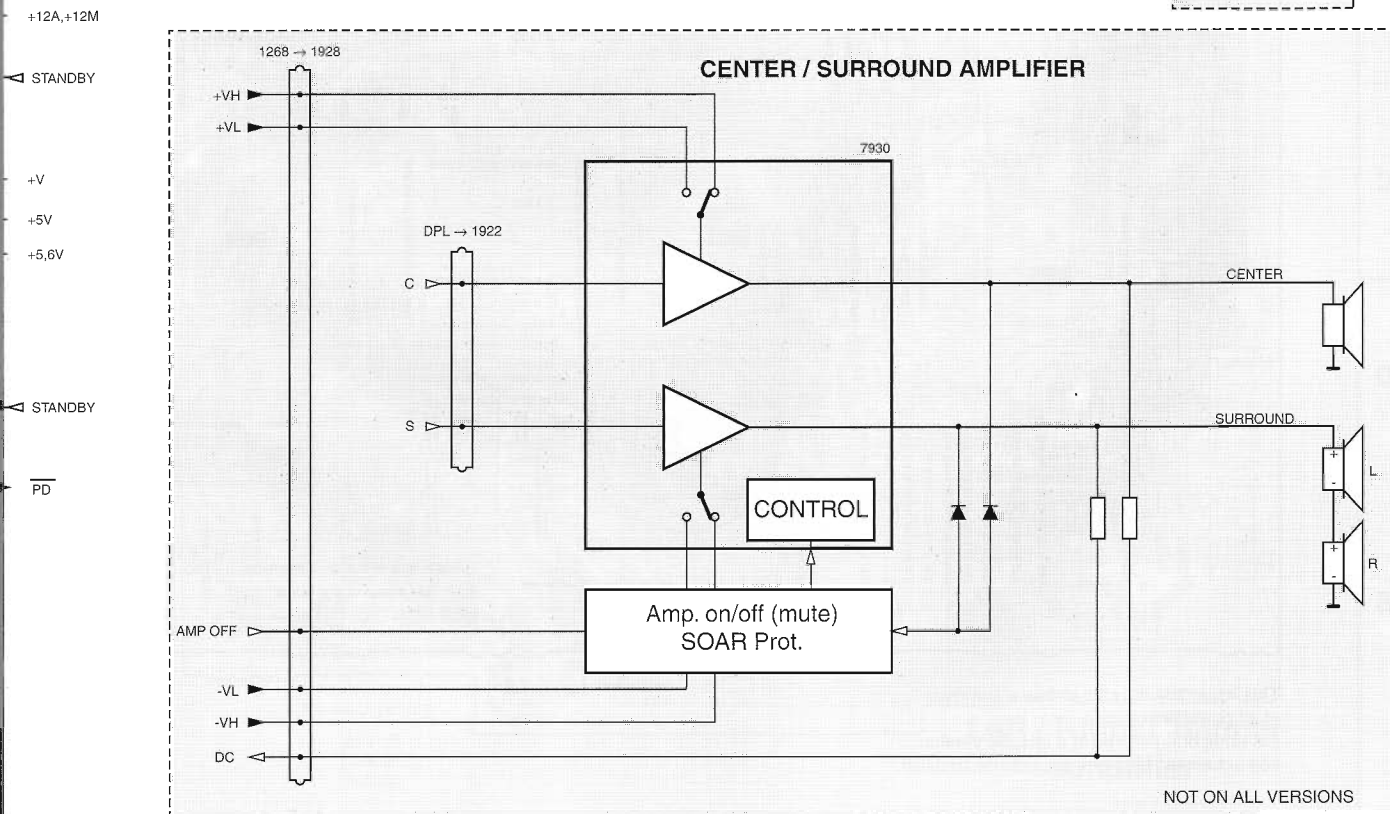 +12A,+12M
STANDBY
+V
+5V
+5,6V
STANDBY
PD
1268 → 1928
CENTER / SURROUND AMPLIFIER
+VH
+VL
7930
DPL → 1922
C
CENTER
S
SURROUND
+
-
L
CONTROL
+
-
R
Amp. on/off (mute)
SOAR Prot.
AMP OFF
-VL
-VH
DC
NOT ON ALL VERSIONS